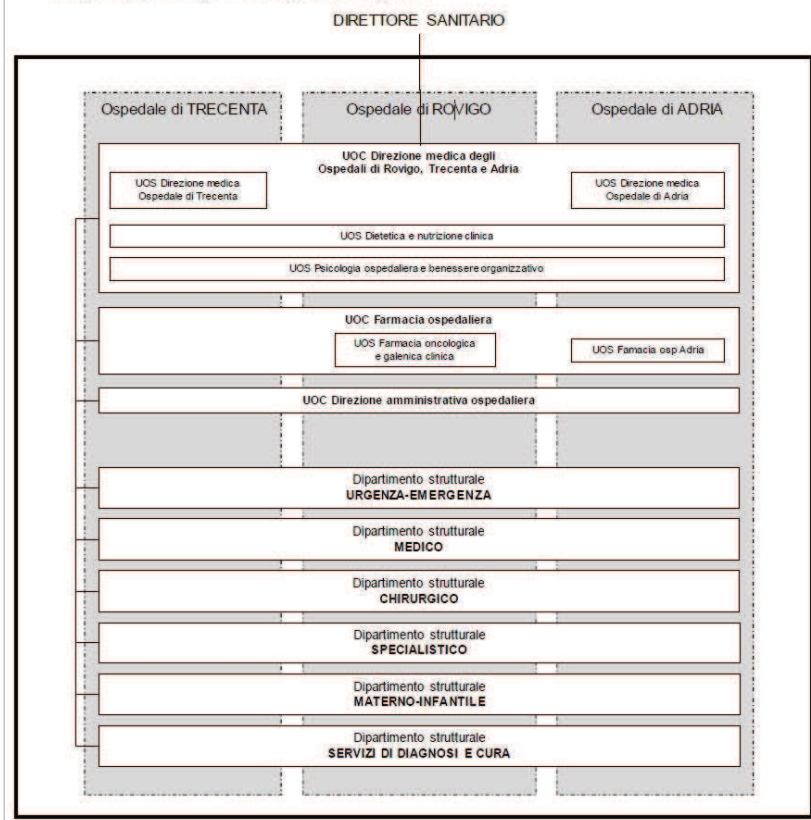 DIRETTORE SANITARIO
Ospedale di TRECENTA
Ospedale di ROVIGO
Ospedale di ADRIA
UOC Direzione medica degli
Ospedali di Rovigo, Trecenta e Adria
UOS Direzione medica
Ospedale di Trecenta
UOS Direzione medica
Ospedale di Adria
UOS Dietetica e nutrizione clinica
UOS Psicologia ospedaliera e benessere organizzativo
UOC Farmacia ospedaliera
UOS Farmacia oncologica
e galenica clinica
UOS Famacia osp Adria
UOC Direzione amministrativa ospedaliera
Dipartimento strutturale
URGENZA-EMERGENZA
Dipartimento strutturale
MEDICO
Dipartimento strutturale
CHIRURGICO
Dipartimento strutturale
SPECIALISTICO
Dipartimento strutturale
MATERNO-INFANTILE
Dipartimento strutturale
SERVIZI DI DIAGNOSI E CURA